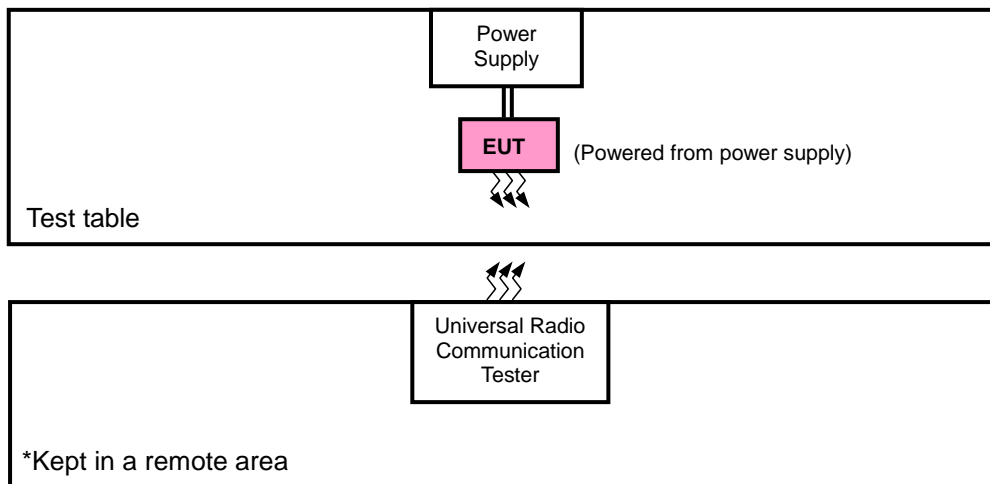 Power
Supply
EUT
(Powered from power supply)
Test table
Universal Radio
Communication
Tester
*Kept in a remote area